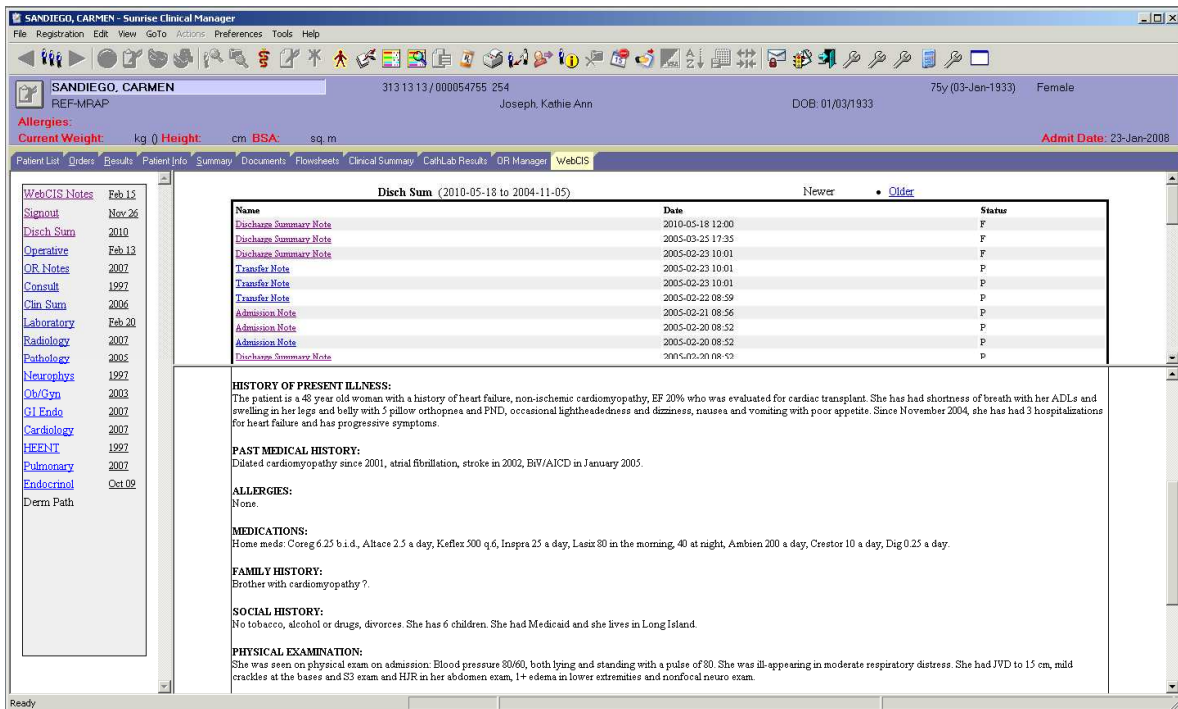 SANDIEGO, CARMEN - Sunrise Clinical Manager
File Registration Edit View GoTo Actions Preferences Tools Help
SANDIEGO, CARMEN 313 13 13 / 000054755 254 75y (03-Jan-1933) Female
REF-MRAP Joseph, Kathie Ann DOB: 01/03/1933
Allergies:
Current Weight: kg () Height: cm BSA: sq. m Admit Date: 23-Jan-2008
Patient List Orders Results Patient Info Summary Documents Flowsheets Clinical Summary CathLab Results OR Manager WebCIS
WebCIS Notes Feb 15
Signout Nov 26
Disch Sum 2010
Operative Feb 13
OR Notes 2007
Consult 1997
Clin Sum 2006
Laboratory Feb 20
Radiology 2007
Pathology 2005
Neurophys 1997
Ob/Gyn 2003
GI Endo 2007
Cardiology 2007
HEENT 1997
Pulmonary 2007
Endocrinol Oct 09
Derm Path
Disch Sum (2010-05-18 to 2004-11-05) Newer • Older
Name Date Status
Discharge Summary Note 2010-05-18 12:00 F
Discharge Summary Note 2005-03-25 17:35 F
Discharge Summary Note 2005-02-23 10:01 F
Transfer Note 2005-02-23 10:01 P
Transfer Note 2005-02-23 10:01 P
Transfer Note 2005-02-22 08:59 P
Admission Note 2005-02-21 08:56 P
Admission Note 2005-02-20 08:52 P
Admission Note 2005-02-20 08:52 P
Discharge Summary Note 2005-02-20 08:52 P
HISTORY OF PRESENT ILLNESS:
The patient is a 48 year old woman with a history of heart failure, non-ischemic cardiomyopathy, EF 20% who was evaluated for cardiac transplant. She has had shortness of breath with her ADLs and
swelling in her legs and belly with 5 pillow orthopnea and PND, occasional lightheadedness and dizziness, nausea and vomiting with poor appetite. Since November 2004, she has had 3 hospitalizations
for heart failure and has progressive symptoms.
PAST MEDICAL HISTORY:
Dilated cardiomyopathy since 2001, atrial fibrillation, stroke in 2002, BiV/AICD in January 2005.
ALLERGIES:
None.
MEDICATIONS:
Home meds: Coreg 6.25 b.i.d., Altace 2.5 a day, Keflex 500 q.6, Inspra 25 a day, Lasix 80 in the morning, 40 at night, Ambien 200 a day, Crestor 10 a day, Dig 0.25 a day.
FAMILY HISTORY:
Brother with cardiomyopathy ?.
SOCIAL HISTORY:
No tobacco, alcohol or drugs, divorces. She has 6 children. She had Medicaid and she lives in Long Island.
PHYSICAL EXAMINATION:
She was seen on physical exam on admission: Blood pressure 80/60, both lying and standing with a pulse of 80. She was ill-appearing in moderate respiratory distress. She had JVD to 15 cm, mild
crackles at the bases and S3 exam and HJR in her abdomen exam, 1+ edema in lower extremities and nonfocal neuro exam.
Ready